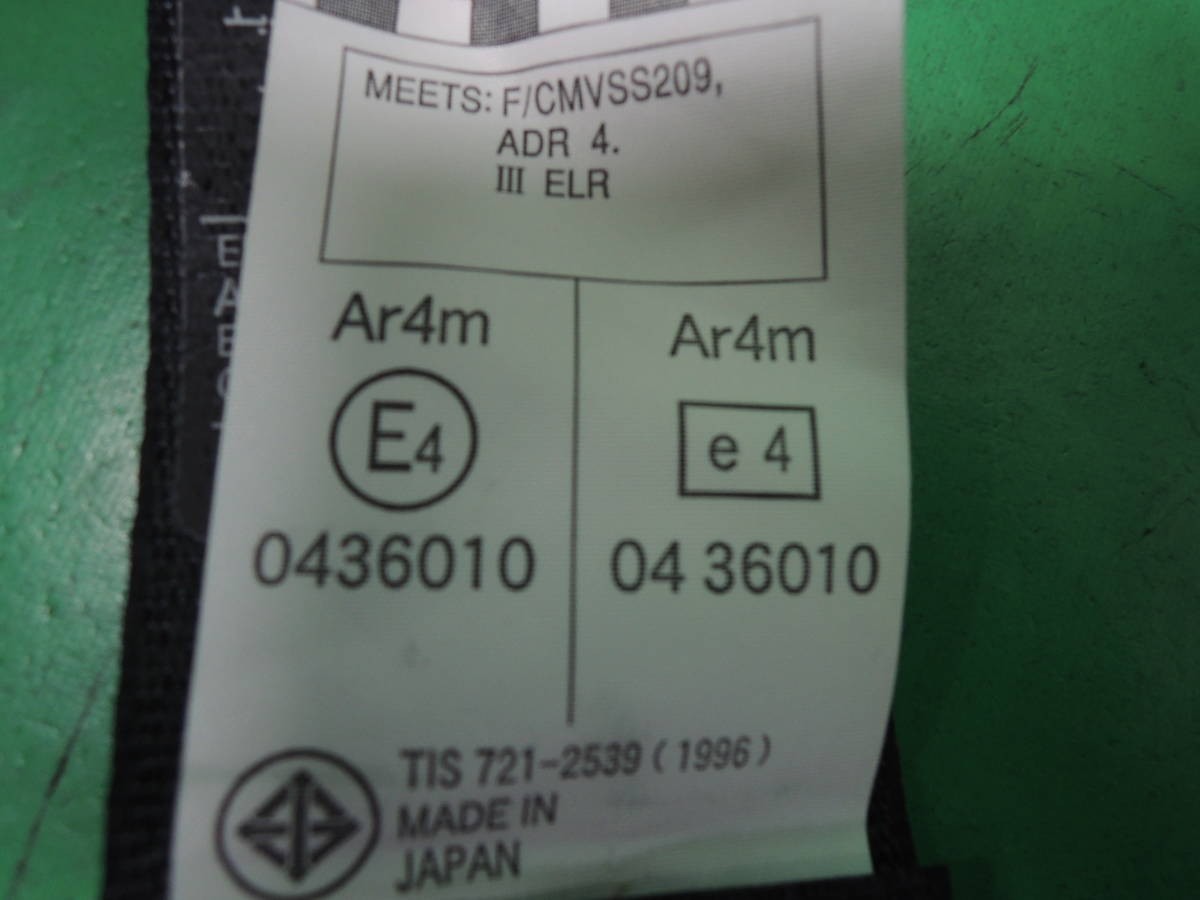 MEETS: F/CMVSS209,
ADR 4.
III ELR
Ar4m
E4
0436010
Ar4m
e 4
04 36010
TIS 721-2539 (1996)
MADE IN
JAPAN